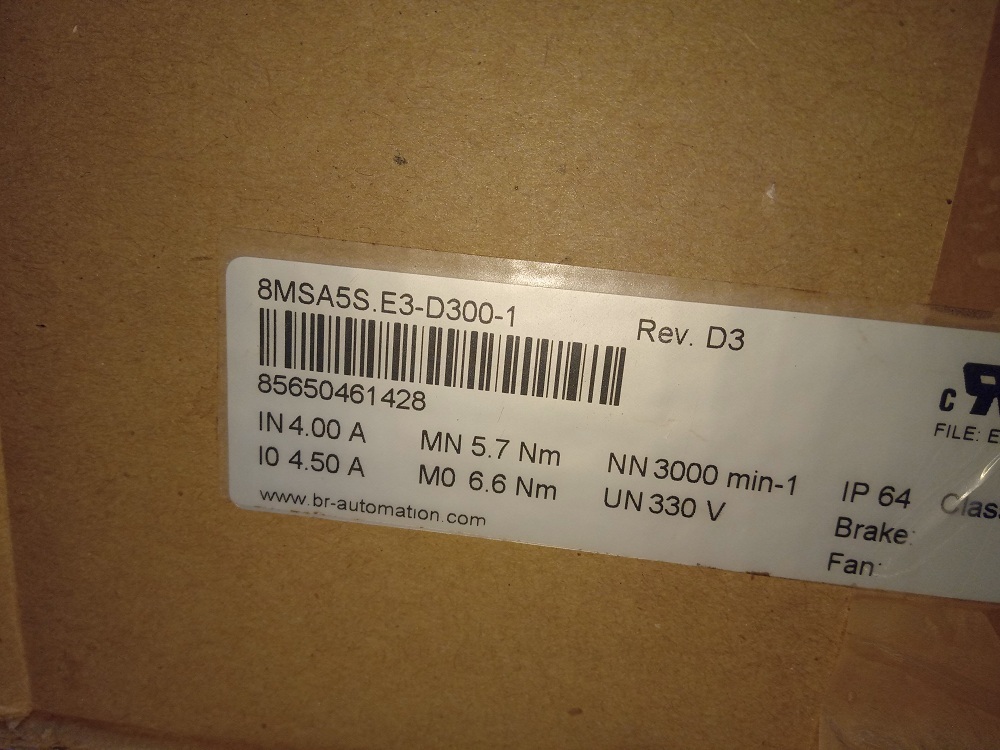 8MSA5S.E3-D300-1
Rev. D3
85650461428
IN 4.00 A
MN 5.7 Nm
NN 3000 min-1
IP 64
I0 4.50 A
M0 6.6 Nm
UN 330 V
Brake:
www.br-automation.com
Fan:
c
FILE: